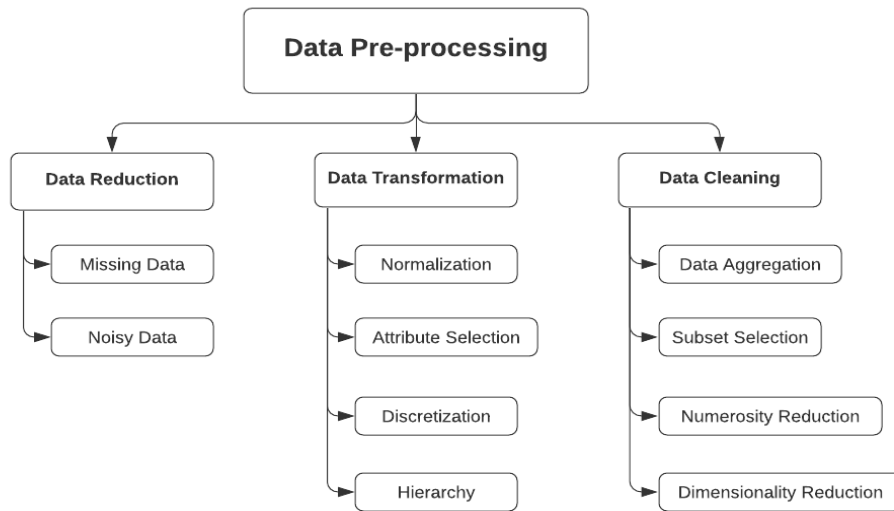 Data Pre-processing
Data Reduction
Missing Data
Noisy Data
Data Transformation
Normalization
Attribute Selection
Discretization
Hierarchy
Data Cleaning
Data Aggregation
Subset Selection
Numerosity Reduction
Dimensionality Reduction